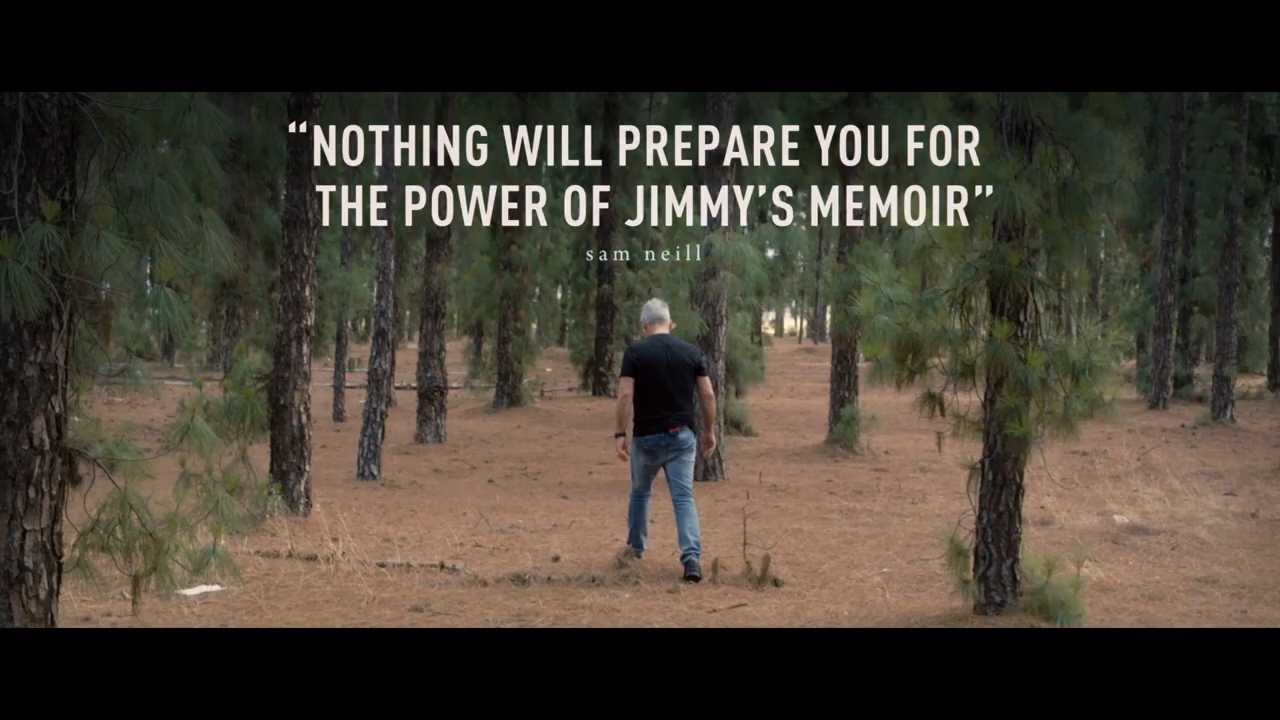 “NOTHING WILL PREPARE YOU FOR
THE POWER OF JIMMY’S MEMOIR”
sam neill